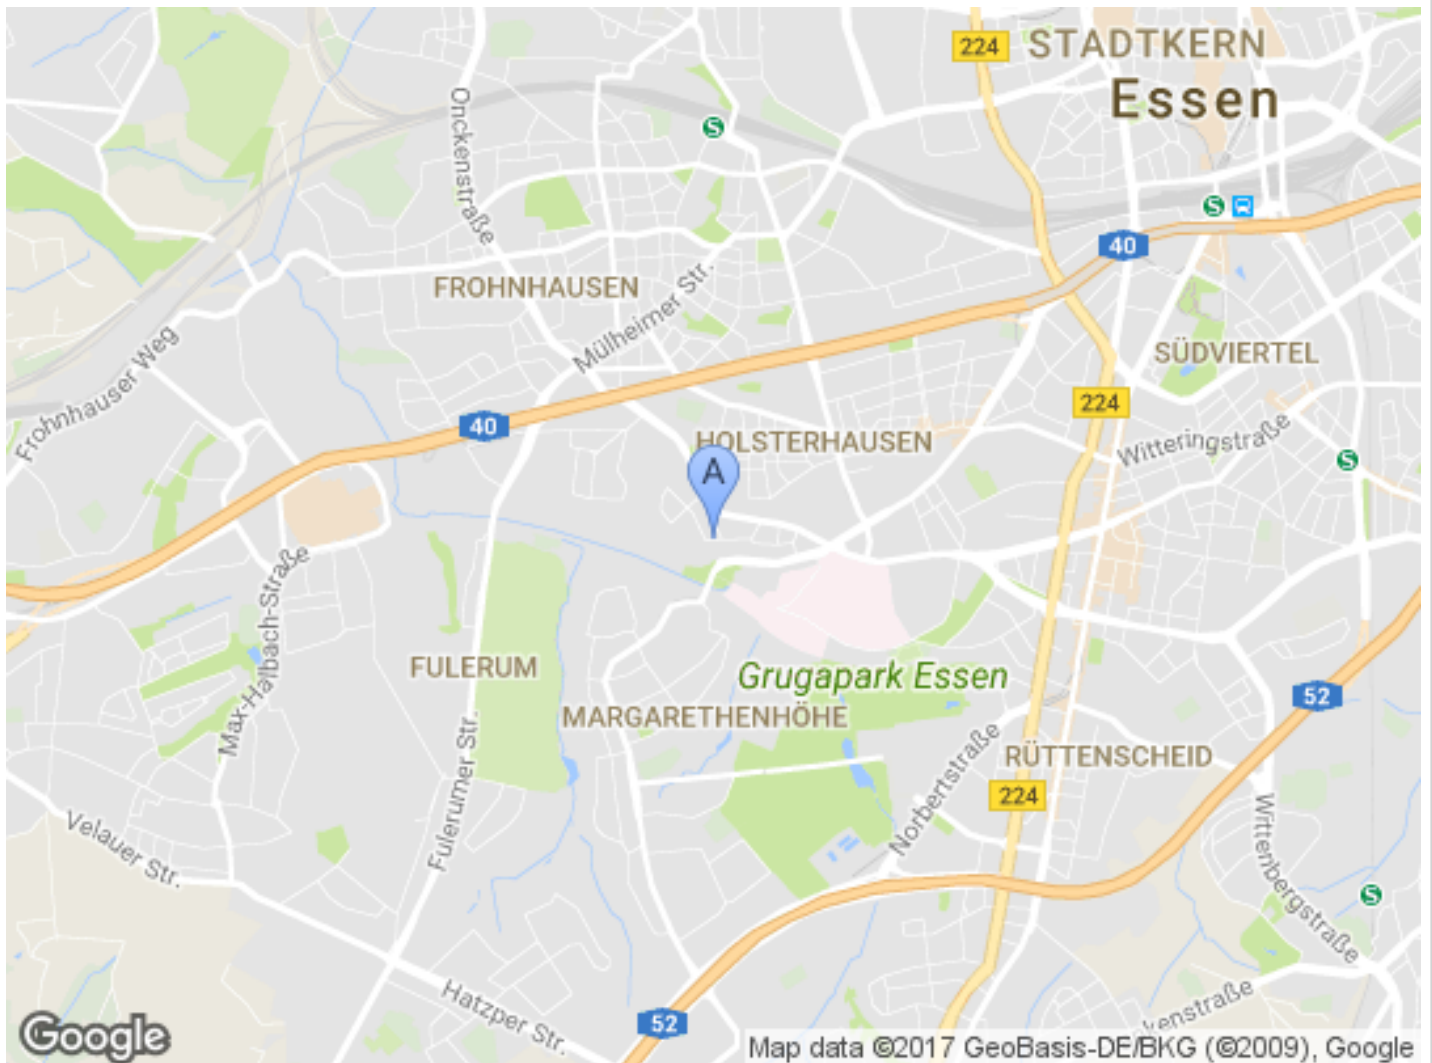 224
STADTKERN
Essen
Onckenstraße
S
S
40
FROHNHAUSEN
Mülheimer Str.
Frohnhauser Weg
SÜDVIERTEL
224
40
HOLSTERHAUSEN
Witteringstraße
S
A
Max-Halbach-Straße
FULERUM
Grugapark Essen
52
MARGARETHENHÖHE
Norbertstraße
RÜTTENSCHEID
224
Fulerumer Str.
Velauer Str.
Wittenbergstraße
S
Hatzper Str.
kenstraße
52
Google
Map data ©2017 GeoBasis-DE/BKG (©2009), Google